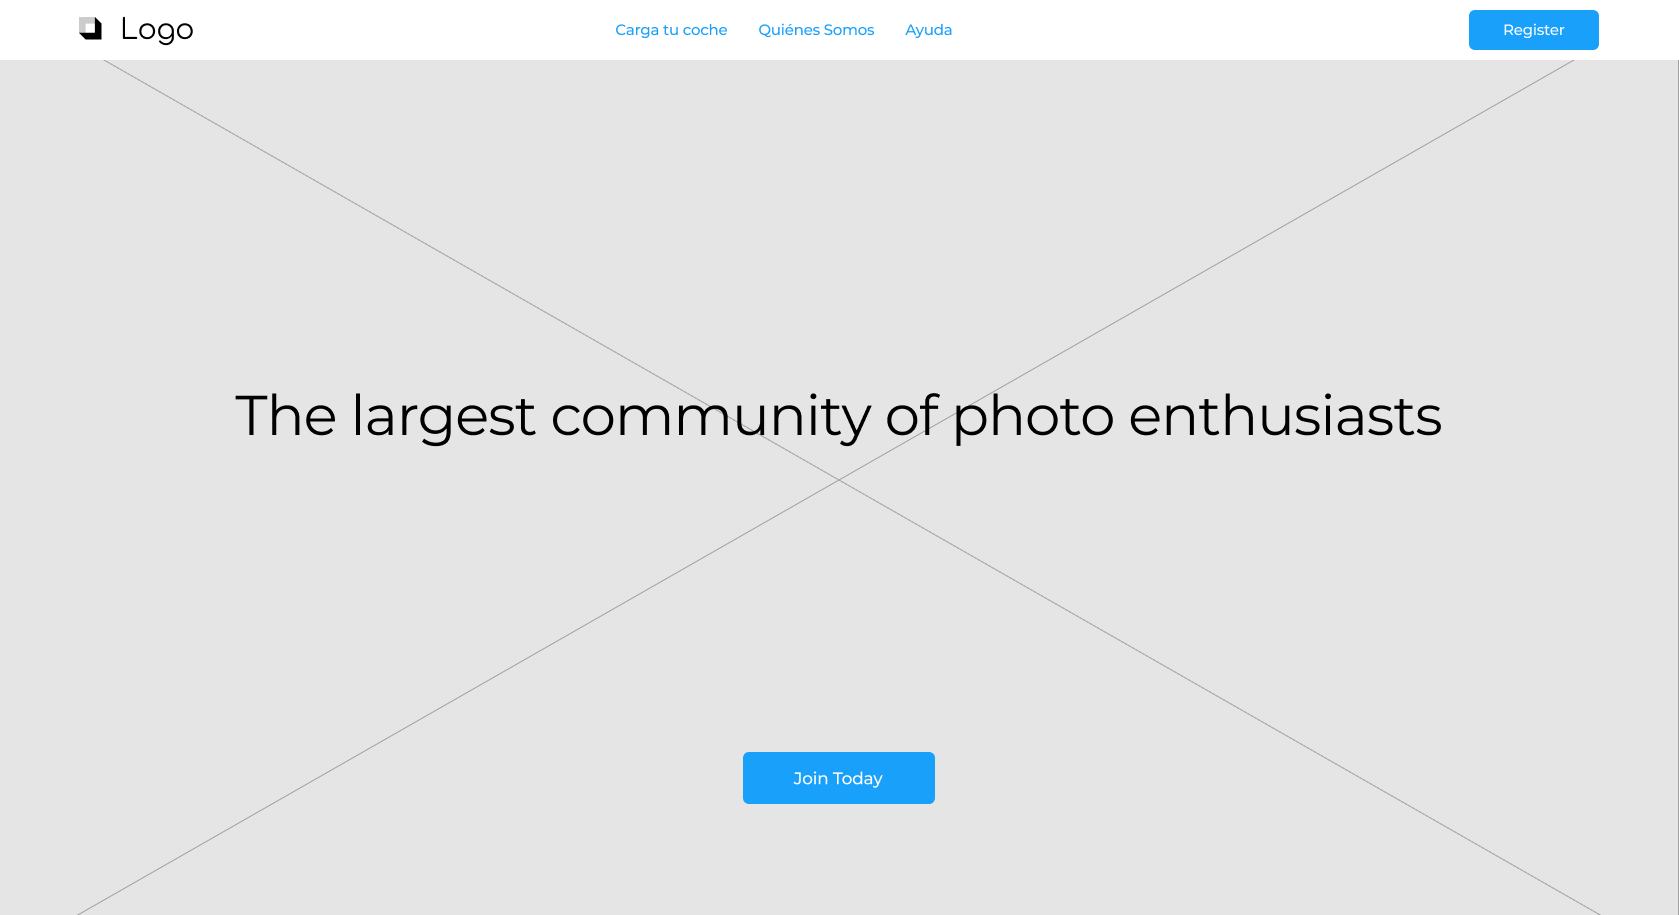 Logo
Carga tu coche
Quiénes Somos
Ayuda
Register
The largest community of photo enthusiasts
Join Today